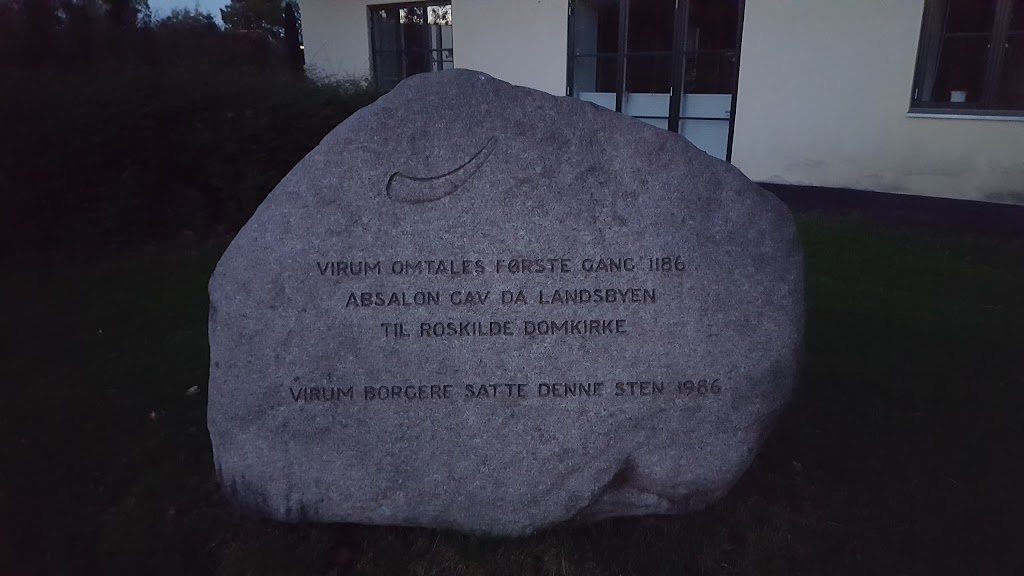 VIRUM OMTALES FØRSTE GANG 1186
ABSALON GAV DA LANDSBYEN
TIL ROSKILDE DOMKIRKE
VIRUM BORGERE SATTE DENNE STEN 1986